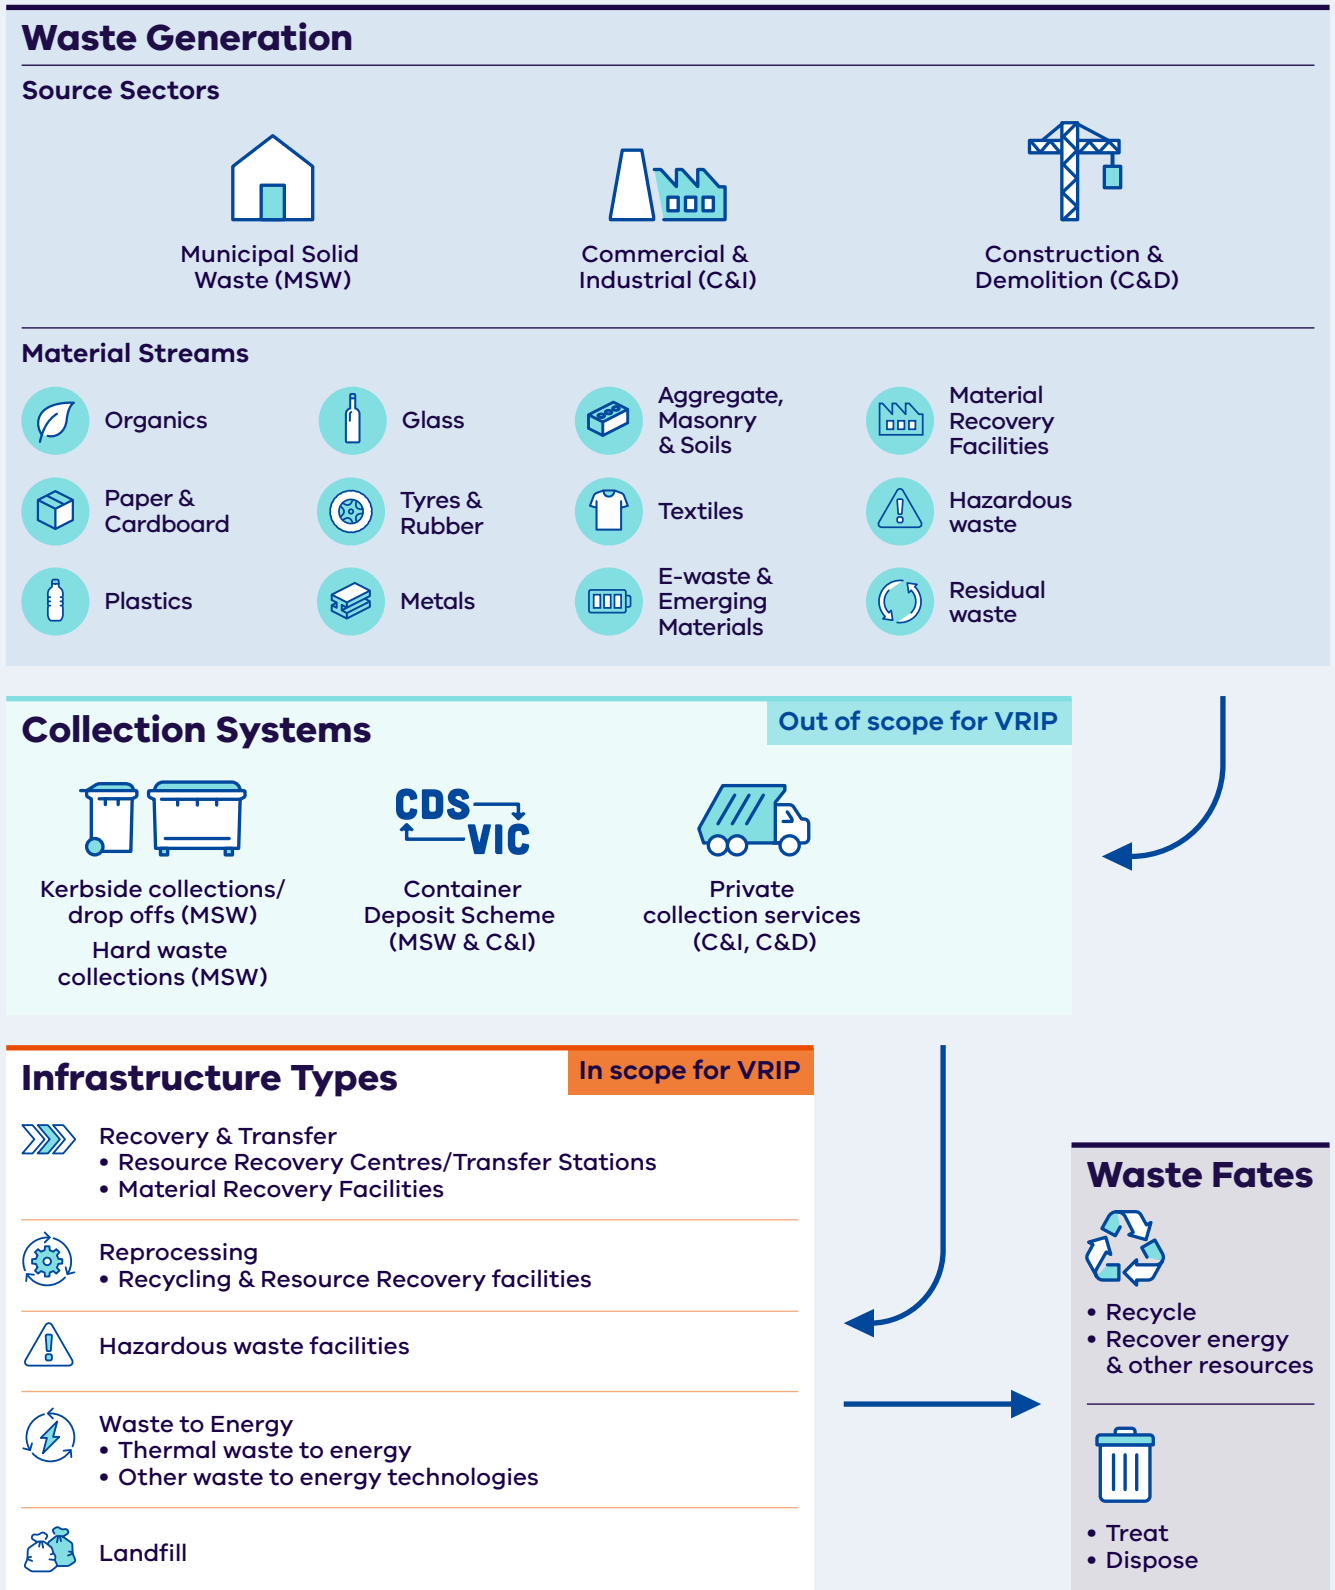 Waste Generation
Source Sectors
Municipal Solid
Waste (MSW)
Commercial &
Industrial (C&I)
Construction &
Demolition (C&D)
Material Streams
Organics
Glass
Aggregate,
Masonry
& Soils
Material
Recovery
Facilities
Paper &
Cardboard
Tyres &
Rubber
Textiles
Hazardous
waste
Plastics
Metals
E-waste &
Emerging
Materials
Residual
waste
Collection Systems
Out of scope for VRIP
CDS
VIC
Kerbside collections/
drop offs (MSW)
Hard waste
collections (MSW)
Container
Deposit Scheme
(MSW & C&I)
Private
collection services
(C&I, C&D)
Infrastructure Types
In scope for VRIP
Recovery & Transfer
• Resource Recovery Centres/Transfer Stations
• Material Recovery Facilities
Reprocessing
• Recycling & Resource Recovery facilities
Hazardous waste facilities
Waste to Energy
• Thermal waste to energy
• Other waste to energy technologies
Landfill
Waste Fates
• Recycle
• Recover energy
& other resources
• Treat
• Dispose